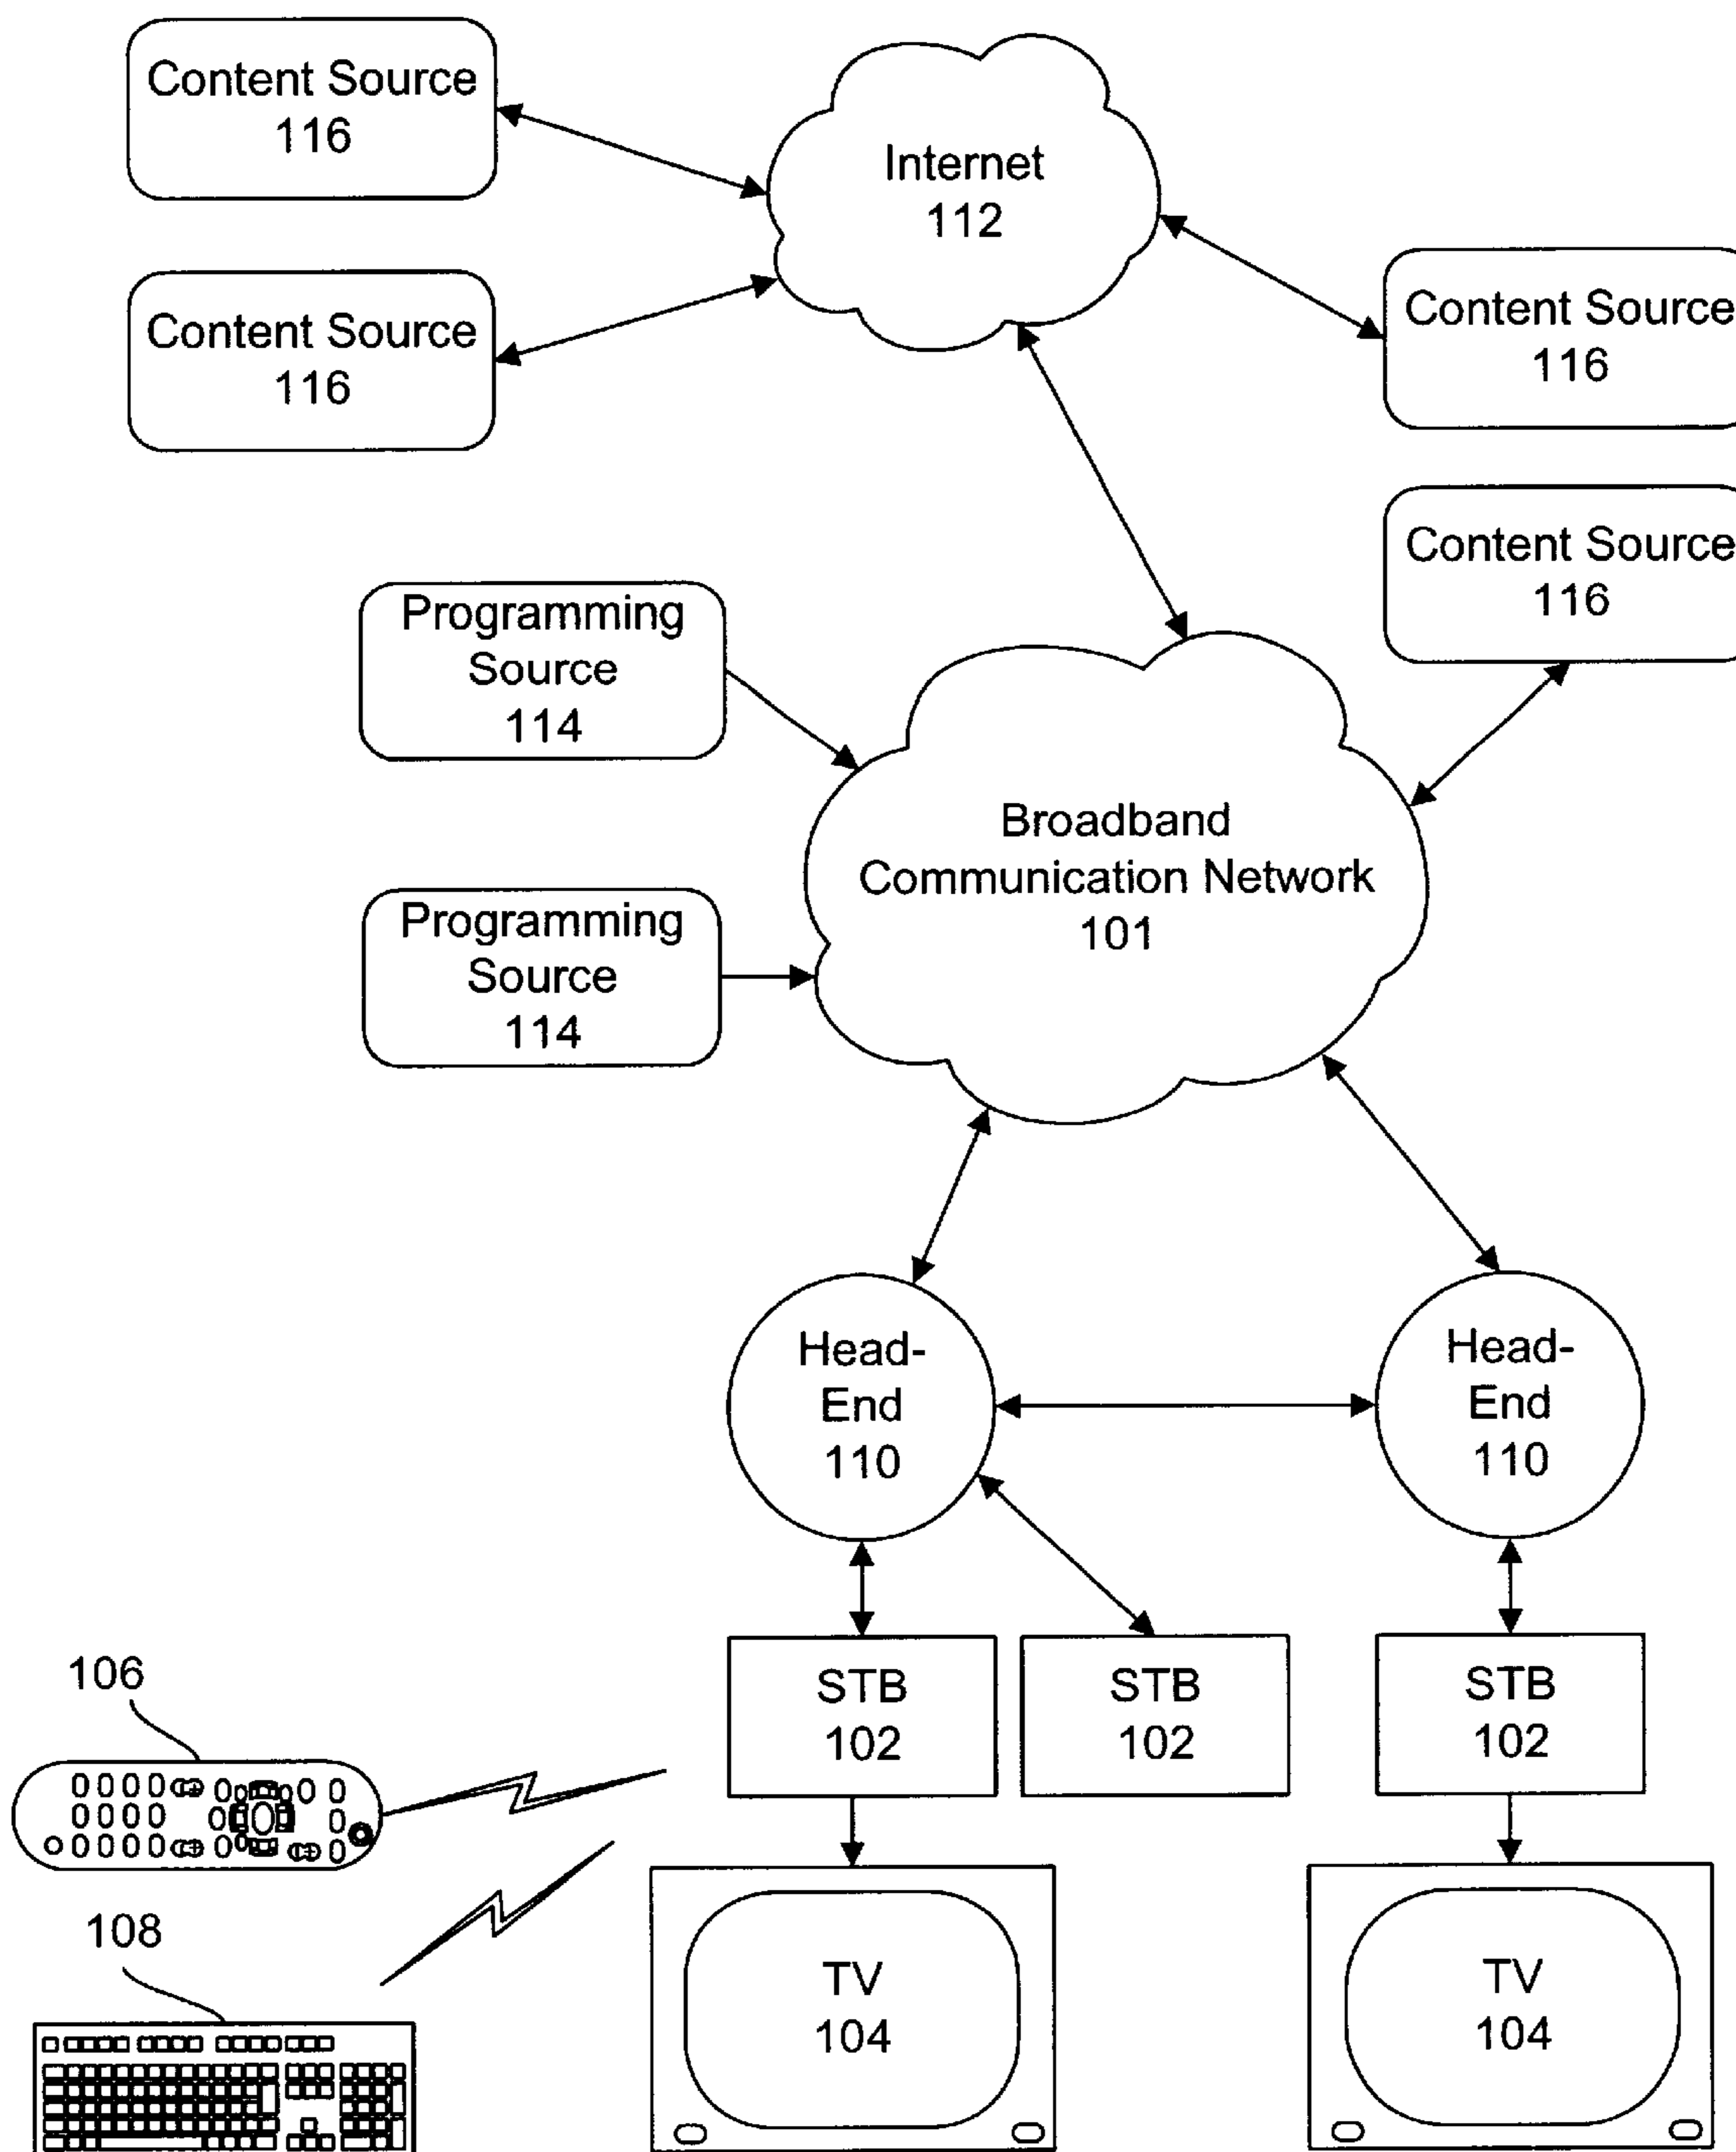 Content Source
116
Internet
112
Content Source
116
Content Source
116
Content Source
116
Programming
Source
114
Broadband
Communication Network
101
Programming
Source
114
Head-
End
110
Head-
End
110
106
STB
102
STB
102
STB
102
108
TV
104
TV
104